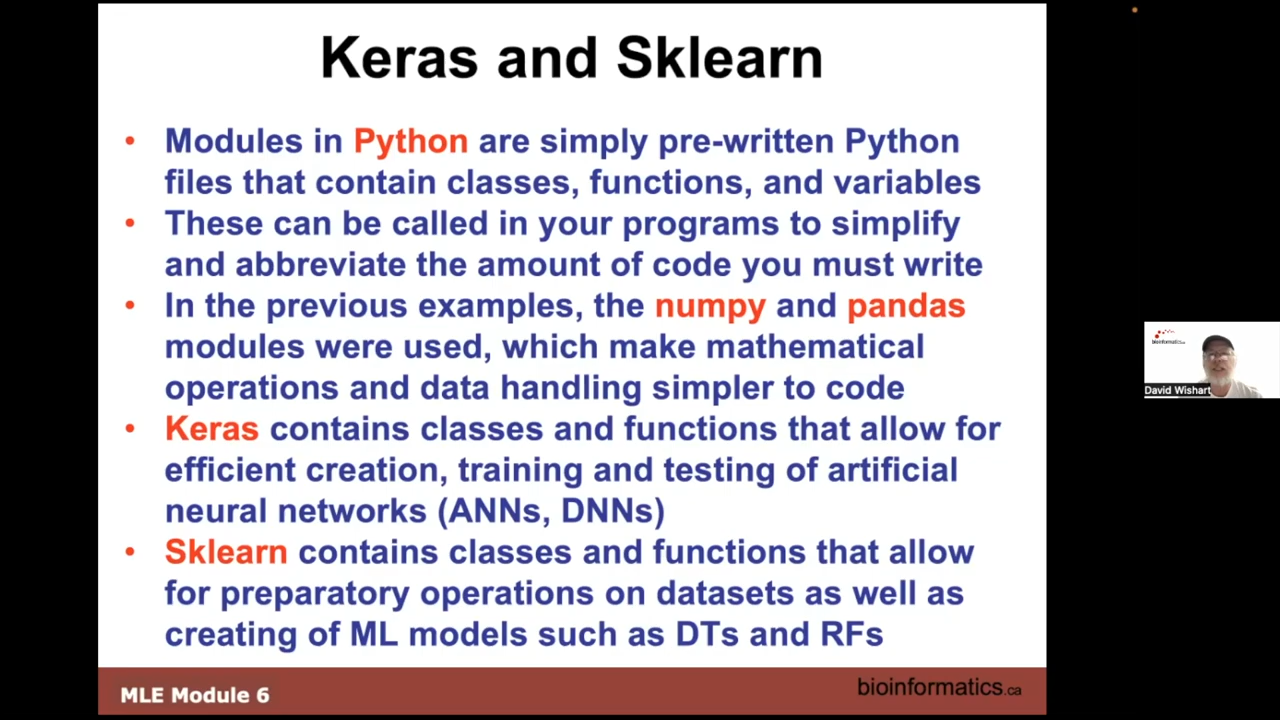 Keras and Sklearn
• Modules in Python are simply pre-written Python
files that contain classes, functions, and variables
• These can be called in your programs to simplify
and abbreviate the amount of code you must write
• In the previous examples, the numpy and pandas
modules were used, which make mathematical
operations and data handling simpler to code
• Keras contains classes and functions that allow for
efficient creation, training and testing of artificial
neural networks (ANNs, DNNs)
• Sklearn contains classes and functions that allow
for preparatory operations on datasets as well as
creating of ML models such as DTs and RFs
MLE Module 6
bioinformatics.ca
bioinformatics.ca
David Wishart